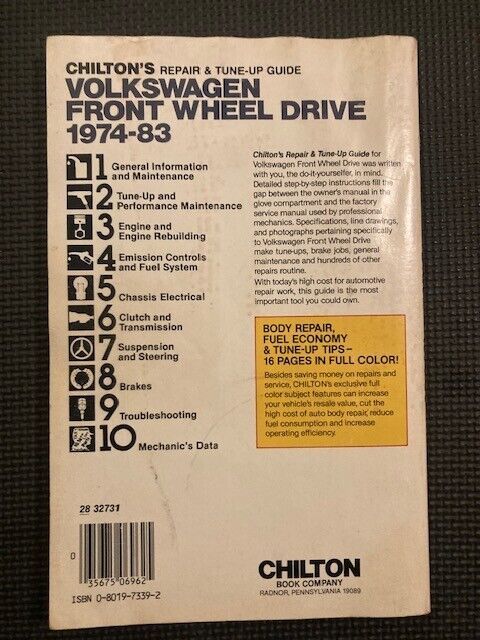 CHILTON'S REPAIR & TUNE-UP GUIDE
VOLKSWAGEN
FRONT WHEEL DRIVE
1974-83
1 General Information
and Maintenance
2 Tune-Up and
Performance Maintenance
3 Engine and
Engine Rebuilding
4 Emission Controls
and Fuel System
5 Chassis Electrical
6 Clutch and
Transmission
7 Suspension
and Steering
8 Brakes
9 Troubleshooting
10 Mechanic's Data
Chilton's Repair & Tune-Up Guide for
Volkswagen Front Wheel Drive was written
with you, the do-it-yourselfer, in mind.
Detailed step-by-step instructions fill the
gap between the owner's manual in the
glove compartment and the factory
service manual used by professional
mechanics. Specifications, line drawings,
and photographs pertaining specifically
to Volkswagen Front Wheel Drive
make tune-ups, brake jobs, general
maintenance and hundreds of other
repairs routine.
With today's high cost for automotive
repair work, this guide is the most
important tool you could own.
BODY REPAIR,
FUEL ECONOMY
& TUNE-UP TIPS—
16 PAGES IN FULL COLOR!
Besides saving money on repairs and
service, CHILTON's exclusive full
color subject features can increase
your vehicle's resale value, cut the
high cost of auto body repair, reduce
fuel consumption and increase
operating efficiency.
28 32731
0
35675 06962
ISBN 0-8019-7339-2
CHILTON
BOOK COMPANY
RADNOR, PENNSYLVANIA 19089